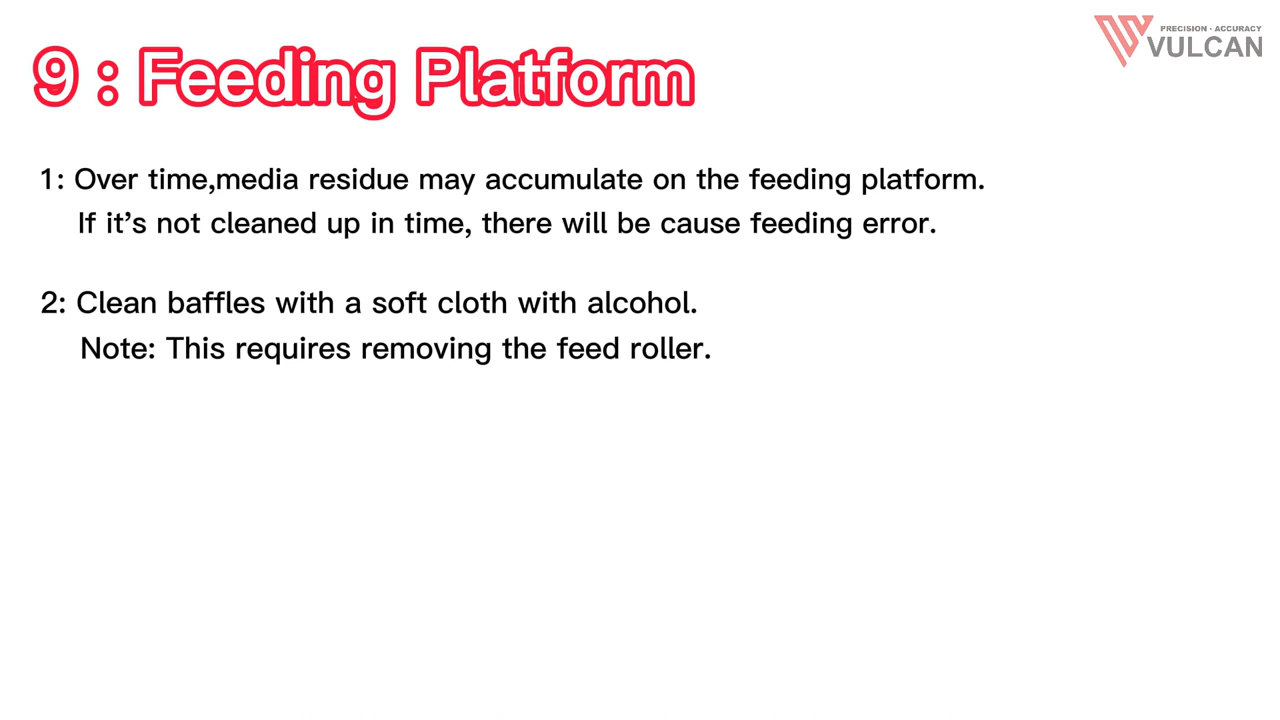 PRECISION - ACCURACY
VULCAN
9 : Feeding Platform
1: Over time,media residue may accumulate on the feeding platform.
If it’s not cleaned up in time, there will be cause feeding error.
2: Clean baffles with a soft cloth with alcohol.
Note: This requires removing the feed roller.